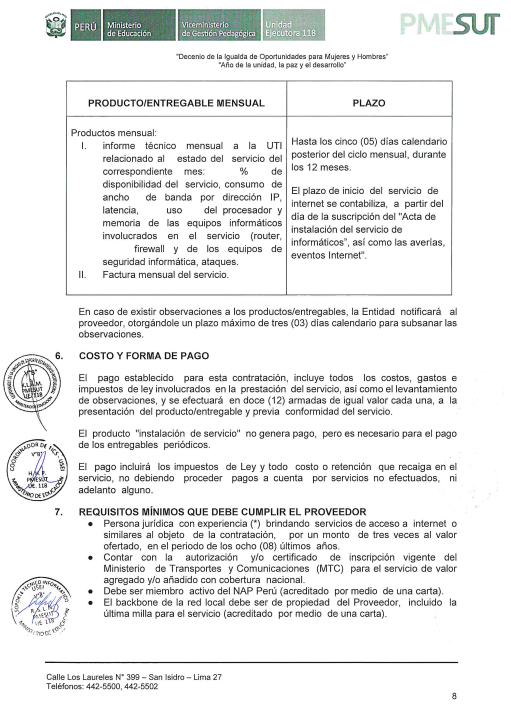 PERÚ Ministerio de Educación Viceministerio de Gestión Pedagógica Unidad Ejecutora 118
PMESUT
"Decenio de la Igualda de Oportunidades para Mujeres y Hombres"
"Año de la unidad, la paz y el desarrollo"
PRODUCTO/ENTREGABLE MENSUAL
PLAZO
Productos mensual:
I. informe técnico mensual a la UTI
relacionado al estado del servicio del
correspondiente mes: % de
disponibilidad del servicio, consumo de
ancho de banda por dirección IP,
latencia, uso del procesador y
memoria de las equipos informáticos
involucrados en el servicio (router,
firewall y de los equipos de
seguridad informática, ataques.
II. Factura mensual del servicio.
Hasta los cinco (05) días calendario
posterior del ciclo mensual, durante
los 12 meses.
El plazo de inicio del servicio de
internet se contabiliza, a partir del
día de la suscripción del "Acta de
instalación del servicio de
informáticos", así como las averías,
eventos Internet".
En caso de existir observaciones a los productos/entregables, la Entidad notificará al
proveedor, otorgándole un plazo máximo de tres (03) días calendario para subsanar las
observaciones.
6. COSTO Y FORMA DE PAGO
El pago establecido para esta contratación, incluye todos los costos, gastos e
impuestos de ley involucrados en la prestación del servicio, así como el levantamiento
de observaciones, y se efectuará en doce (12) armadas de igual valor cada una, a la
presentación del producto/entregable y previa conformidad del servicio.
El producto "instalación de servicio" no genera pago, pero es necesario para el pago
de los entregables periódicos.
El pago incluirá los impuestos de Ley y todo costo o retención que recaiga en el
servicio, no debiendo proceder pagos a cuenta por servicios no efectuados, ni
adelanto alguno.
7. REQUISITOS MÍNIMOS QUE DEBE CUMPLIR EL PROVEEDOR
● Persona jurídica con experiencia (*) brindando servicios de acceso a internet o
similares al objeto de la contratación, por un monto de tres veces al valor
ofertado, en el periodo de los ocho (08) últimos años.
● Contar con la autorización y/o certificado de inscripción vigente del
Ministerio de Transportes y Comunicaciones (MTC) para el servicio de valor
agregado y/o añadido con cobertura nacional.
● Debe ser miembro activo del NAP Perú (acreditado por medio de una carta).
● El backbone de la red local debe ser de propiedad del Proveedor, incluido la
última milla para el servicio (acreditado por medio de una carta).
V°B°
PMESUT
UE 118
COORDINADOR DE TICS - USEI
V°B°
PMESUT
UE. 118
MINISTERIO DE EDUCACIÓN
V°B°
PMESUT
UE 118
Calle Los Laureles N° 399 – San Isidro – Lima 27
Teléfonos: 442-5500, 442-5502
8